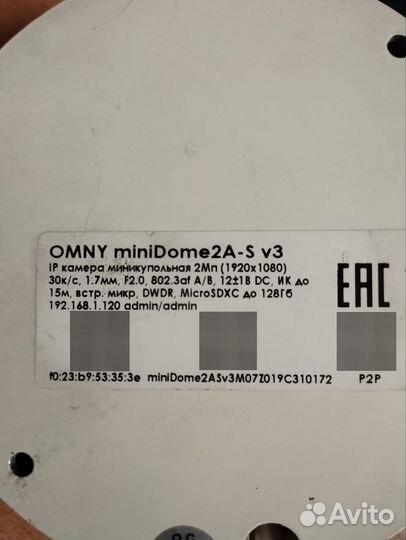 OMNY miniDome2A-S v3
IP камера миникупольная 2Мп (1920x1080)
30к/с, 1.7мм, F2.0, 802.3af A/B, 12±1В DC, ИК до
15м, встр. микр, DWDR, MicroSDXC до 128Гб
192.168.1.120 admin/admin
EAC
f0:23:b9:53:35:3e miniDome2ASv3M07Z019C310172 P2P
Avito